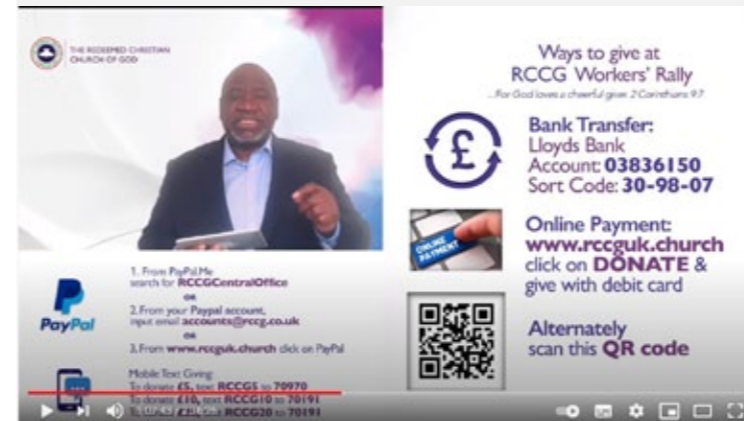 THE REDEEMED CHRISTIAN
CHURCH OF GOD
Ways to give at
RCCG Workers' Rally
...For God loves a cheerful giver. 2 Corinthians 9:7
Bank Transfer:
Lloyds Bank
Account: 03836150
Sort Code: 30-98-07
ONLINE
PAYMENT
Online Payment:
www.rccguk.church
click on DONATE &
give with debit card
Alternately
scan this QR code
PayPal
1. From PayPal.Me
search for RCCGCentralOffice
OR
2. From your Paypal account,
input email accounts@rccg.co.uk
OR
3. From www.rccguk.church click on PayPal
Mobile Text Giving:
To donate £5, text RCCG5 to 70970
To donate £10, text RCCG10 to 70191
To donate £20, text RCCG20 to 70191